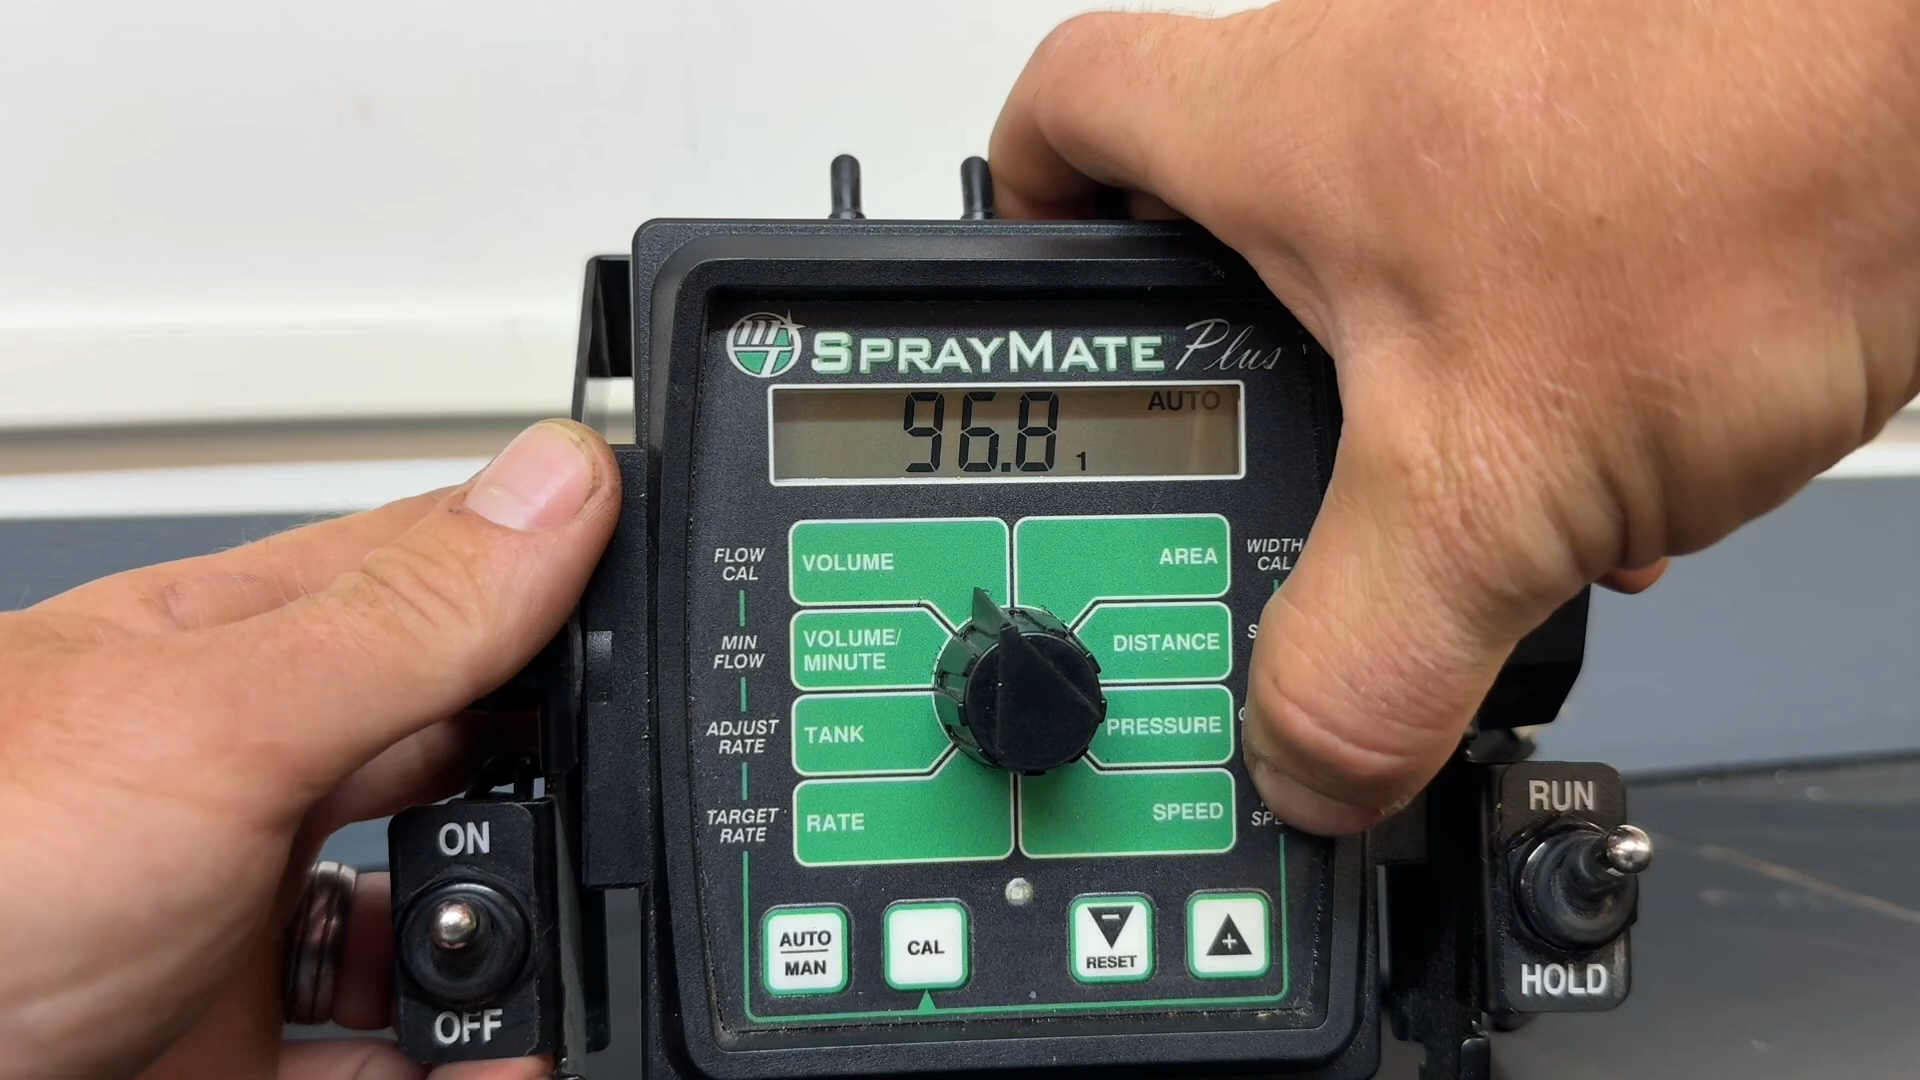 SPRAYMATE Plus
96.8 1 AUTO
FLOW CAL
VOLUME
AREA
WIDTH CAL
MIN FLOW
VOLUME/
MINUTE
DISTANCE
ADJUST RATE
TANK
PRESSURE
TARGET RATE
RATE
SPEED
ON
OFF
AUTO
MAN
CAL
−
RESET
+
RUN
HOLD